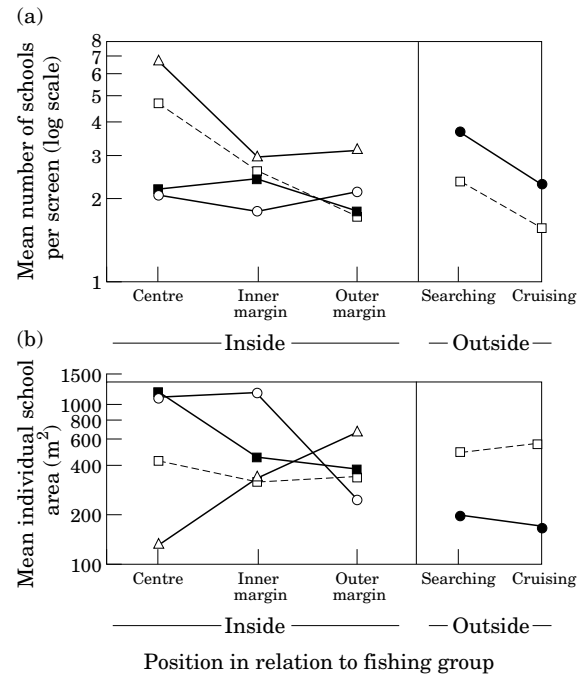 (a)
Mean number of schools
per screen (log scale)
8
7
6
5
4
3
2
1
Centre
Inner
margin
Outer
margin
Searching
Cruising
Inside
Outside
(b)
Mean individual school
area (m²)
1500
1000
800
600
400
200
100
Centre
Inner
margin
Outer
margin
Searching
Cruising
Inside
Outside
Position in relation to fishing group